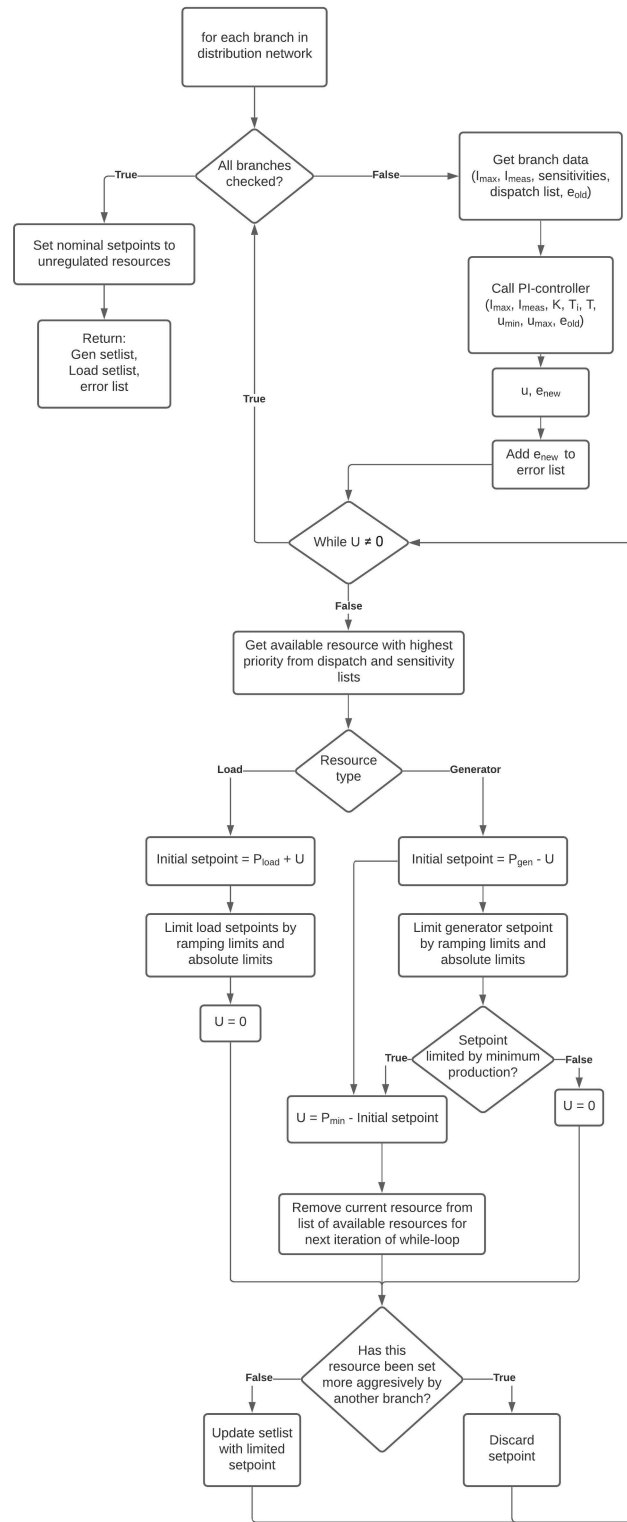 for each branch in
distribution network
All branches
checked?
True
False
Get branch data
(Imax, Imeas, sensitivities,
dispatch list, eold)
Set nominal setpoints to
unregulated resources
Return:
Gen setlist,
Load setlist,
error list
Call PI-controller
(Imax, Imeas, K, Ti, T,
umin, umax, eold)
u, enew
Add enew to
error list
True
While U ≠ 0
False
Get available resource with highest
priority from dispatch and sensitivity
lists
Resource
type
Load
Generator
Initial setpoint = Pload + U
Initial setpoint = Pgen - U
Limit load setpoints by
ramping limits and
absolute limits
Limit generator setpoint
by ramping limits and
absolute limits
U = 0
Setpoint
limited by minimum
production?
True
False
U = Pmin - Initial setpoint
U = 0
Remove current resource from
list of available resources for
next iteration of while-loop
Has this
resource been set
more aggresively by
another branch?
False
True
Update setlist
with limited
setpoint
Discard
setpoint